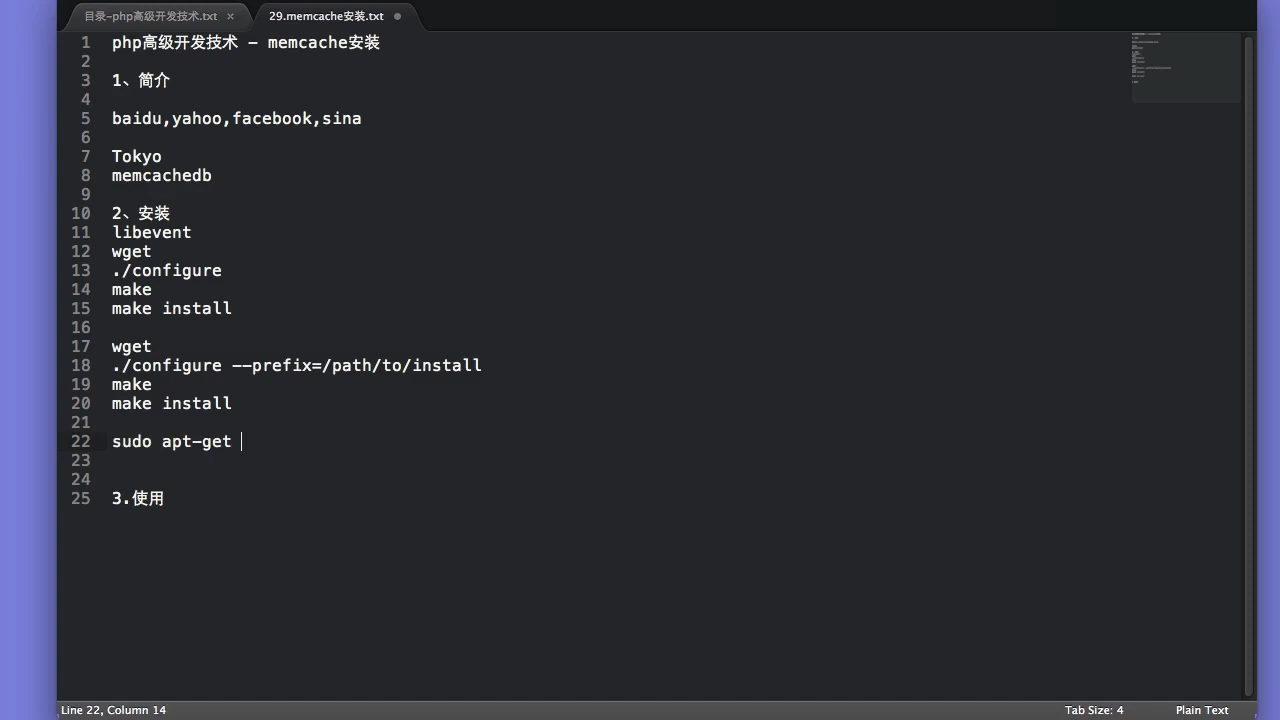 目录-php高级开发技术.txt ×
29.memcache安装.txt
1 php高级开发技术 - memcache安装
2
3 1、简介
4
5 baidu,yahoo,facebook,sina
6
7 Tokyo
8 memcachedb
9
10 2、安装
11 libevent
12 wget
13 ./configure
14 make
15 make install
16
17 wget
18 ./configure --prefix=/path/to/install
19 make
20 make install
21
22 sudo apt-get
23
24
25 3.使用
Line 22, Column 14
Tab Size: 4
Plain Text